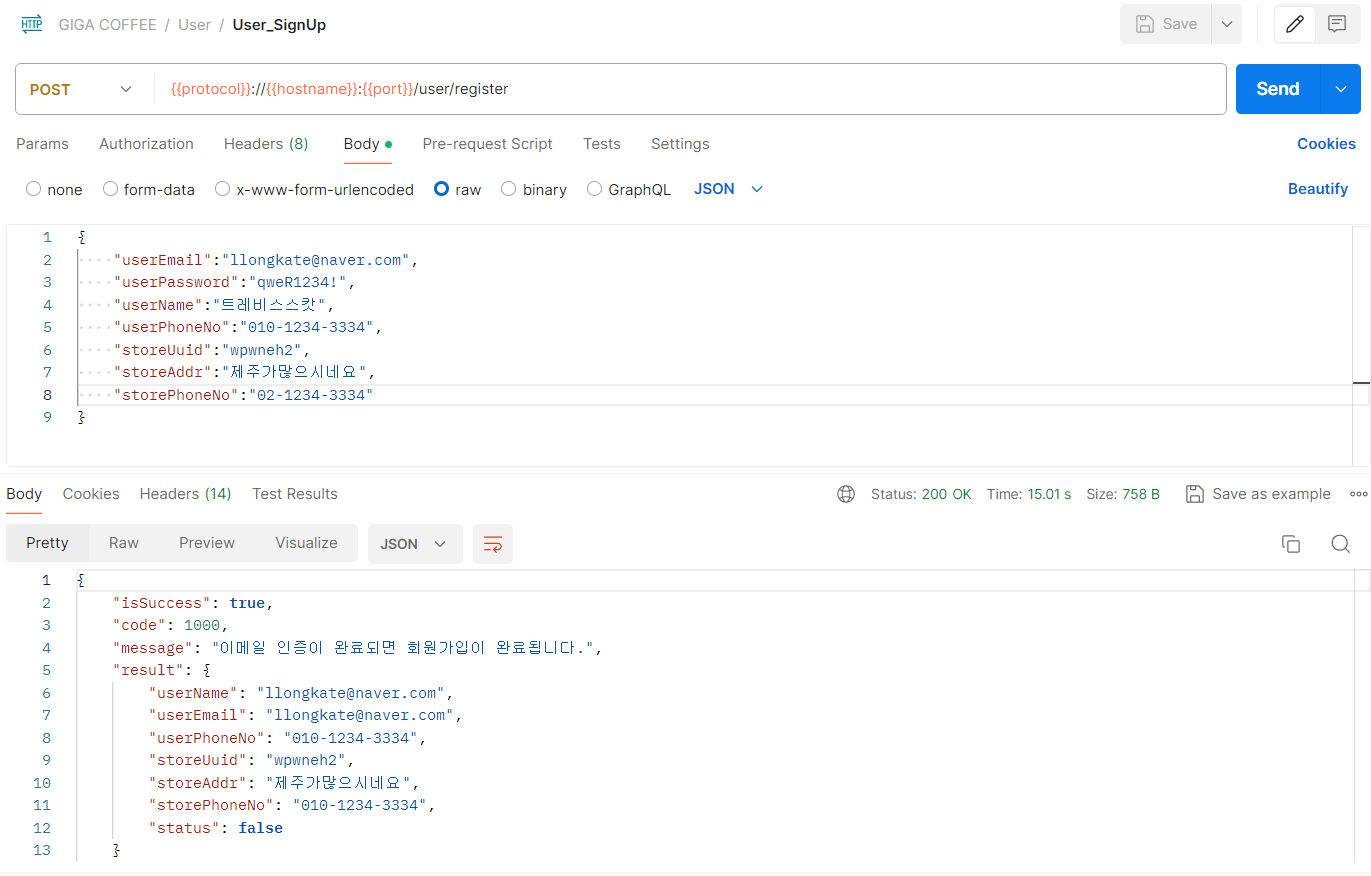 HTTP GIGA COFFEE / User / User_SignUp Save
POST {{protocol}}://{{hostname}}:{{port}}/user/register Send
Params Authorization Headers (8) Body Pre-request Script Tests Settings Cookies
none form-data x-www-form-urlencoded raw binary GraphQL JSON Beautify
1 {
2 "userEmail":"llongkate@naver.com",
3 "userPassword":"qweR1234!",
4 "userName":"트레비스스캇",
5 "userPhoneNo":"010-1234-3334",
6 "storeUuid":"wpwneh2",
7 "storeAddr":"제주가많으시네요",
8 "storePhoneNo":"02-1234-3334"
9 }
Body Cookies Headers (14) Test Results Status: 200 OK Time: 15.01 s Size: 758 B Save as example
Pretty Raw Preview Visualize JSON
1 {
2 "isSuccess": true,
3 "code": 1000,
4 "message": "이메일 인증이 완료되면 회원가입이 완료됩니다.",
5 "result": {
6 "userName": "llongkate@naver.com",
7 "userEmail": "llongkate@naver.com",
8 "userPhoneNo": "010-1234-3334",
9 "storeUuid": "wpwneh2",
10 "storeAddr": "제주가많으시네요",
11 "storePhoneNo": "010-1234-3334",
12 "status": false
13 }